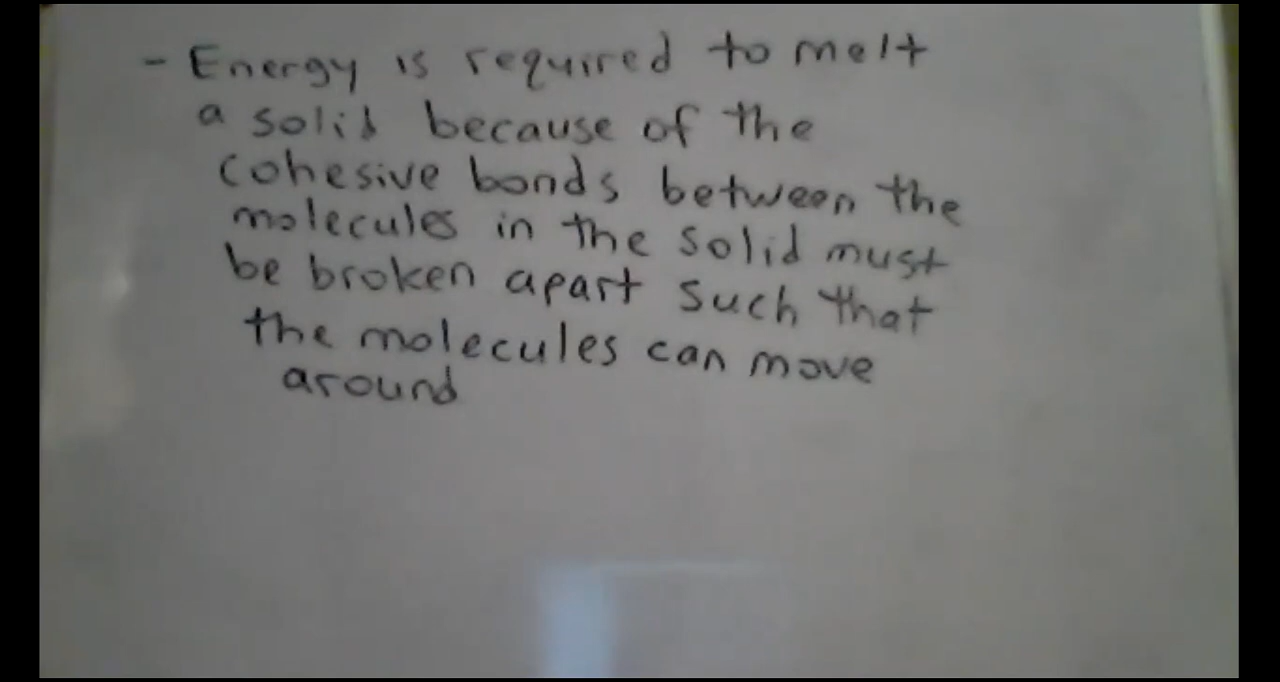 - Energy is required to melt
a solid because of the
cohesive bonds between the
molecules in the solid must
be broken apart such that
the molecules can move
around